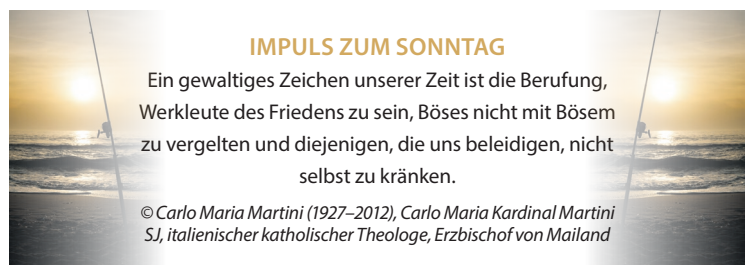 IMPULS ZUM SONNTAG
Ein gewaltiges Zeichen unserer Zeit ist die Berufung,
Werkleute des Friedens zu sein, Böses nicht mit Bösem
zu vergelten und diejenigen, die uns beleidigen, nicht
selbst zu kränken.
© Carlo Maria Martini (1927–2012), Carlo Maria Kardinal Martini
SJ, italienischer katholischer Theologe, Erzbischof von Mailand